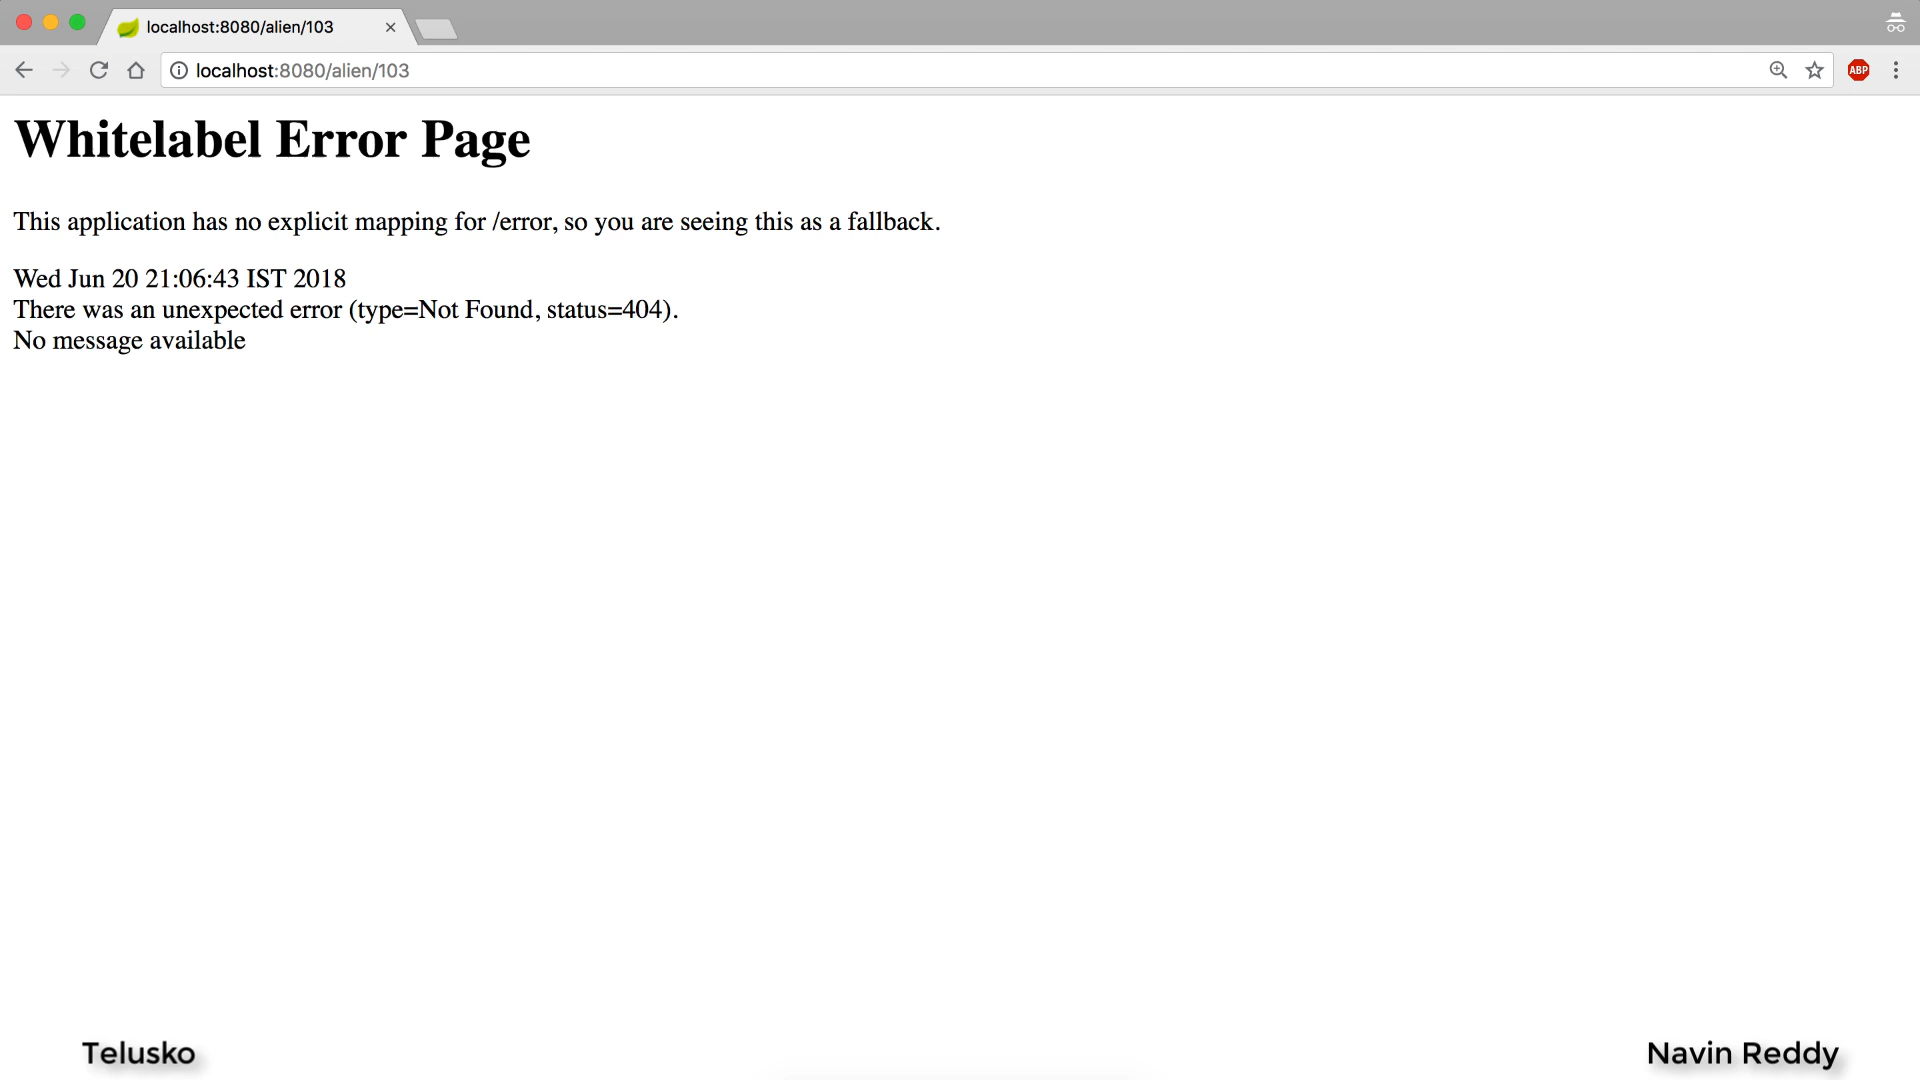 localhost:8080/alien/103
localhost:8080/alien/103
ABP
Whitelabel Error Page
This application has no explicit mapping for /error, so you are seeing this as a fallback.
Wed Jun 20 21:06:43 IST 2018
There was an unexpected error (type=Not Found, status=404).
No message available
Telusko
Navin Reddy